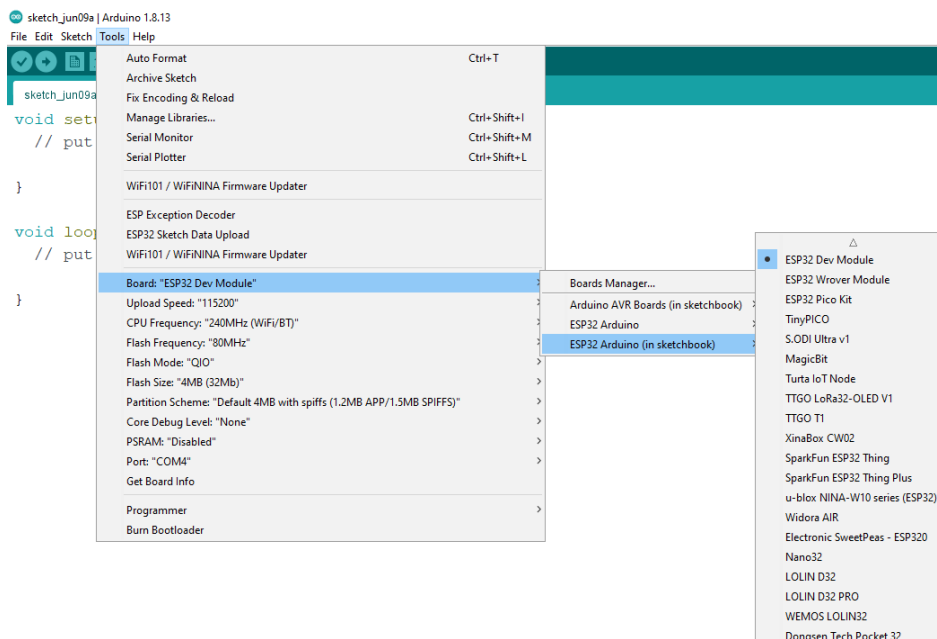 sketch_jun09a | Arduino 1.8.13
File Edit Sketch Tools Help
sketch_jun09a
void setu
// put
}
void loop
// put
}
Auto Format Ctrl+T
Archive Sketch
Fix Encoding & Reload
Manage Libraries... Ctrl+Shift+I
Serial Monitor Ctrl+Shift+M
Serial Plotter Ctrl+Shift+L
WiFi101 / WiFiNINA Firmware Updater
ESP Exception Decoder
ESP32 Sketch Data Upload
WiFi101 / WiFiNINA Firmware Updater
Board: "ESP32 Dev Module"
Upload Speed: "115200"
CPU Frequency: "240MHz (WiFi/BT)"
Flash Frequency: "80MHz"
Flash Mode: "QIO"
Flash Size: "4MB (32Mb)"
Partition Scheme: "Default 4MB with spiffs (1.2MB APP/1.5MB SPIFFS)"
Core Debug Level: "None"
PSRAM: "Disabled"
Port: "COM4"
Get Board Info
Programmer
Burn Bootloader
Boards Manager...
Arduino AVR Boards (in sketchbook)
ESP32 Arduino
ESP32 Arduino (in sketchbook)
ESP32 Dev Module
ESP32 Wrover Module
ESP32 Pico Kit
TinyPICO
S.ODI Ultra v1
MagicBit
Turta IoT Node
TTGO LoRa32-OLED V1
TTGO T1
XinaBox CW02
SparkFun ESP32 Thing
SparkFun ESP32 Thing Plus
u-blox NINA-W10 series (ESP32)
Widora AIR
Electronic SweetPeas - ESP320
Nano32
LOLIN D32
LOLIN D32 PRO
WEMOS LOLIN32
Dongsen Tech Pocket 32